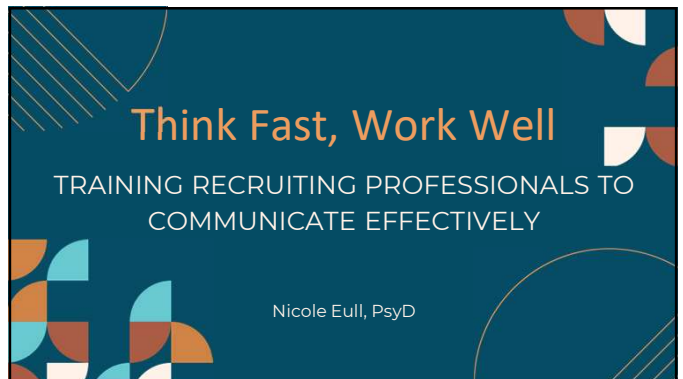 Think Fast, Work Well
TRAINING RECRUITING PROFESSIONALS TO
COMMUNICATE EFFECTIVELY
Nicole Eull, PsyD